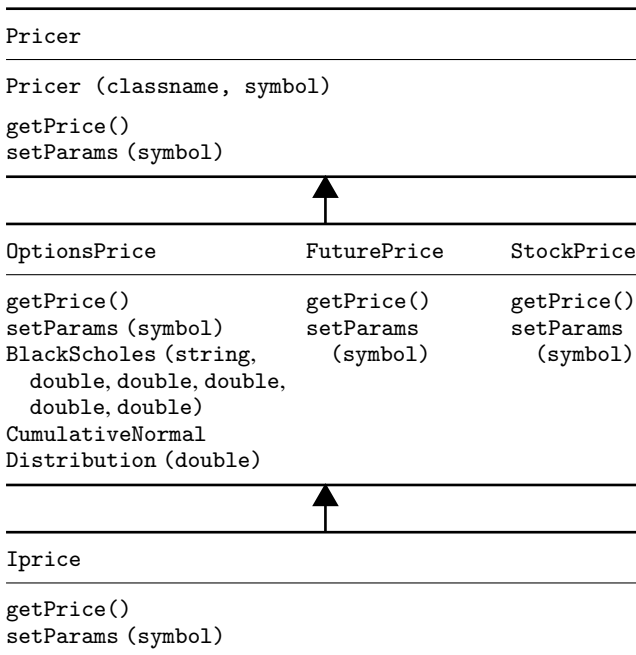 Pricer
Pricer (classname, symbol)
getPrice()
setParams (symbol)
OptionsPrice FuturePrice StockPrice
getPrice() getPrice() getPrice()
setParams (symbol) setParams setParams
BlackScholes (string, (symbol) (symbol)
double, double, double,
double, double)
CumulativeNormal
Distribution (double)
Iprice
getPrice()
setParams (symbol)